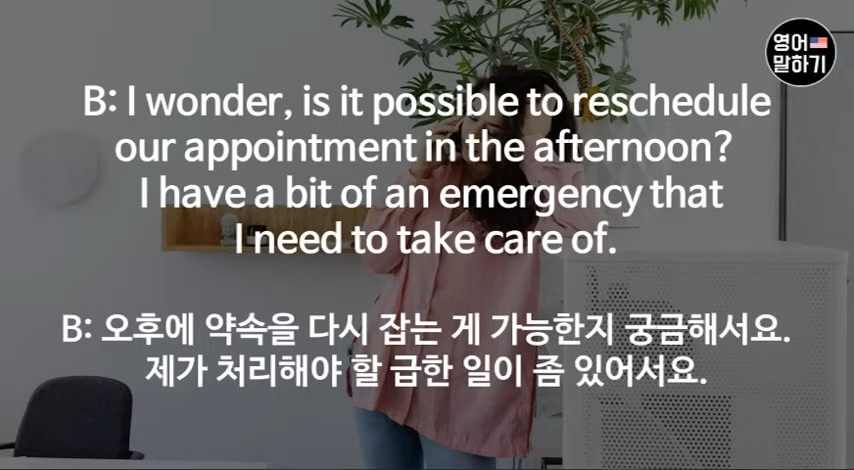 영어
말하기
B: I wonder, is it possible to reschedule
our appointment in the afternoon?
I have a bit of an emergency that
I need to take care of.
B: 오후에 약속을 다시 잡는 게 가능한지 궁금해서요.
제가 처리해야 할 급한 일이 좀 있어서요.